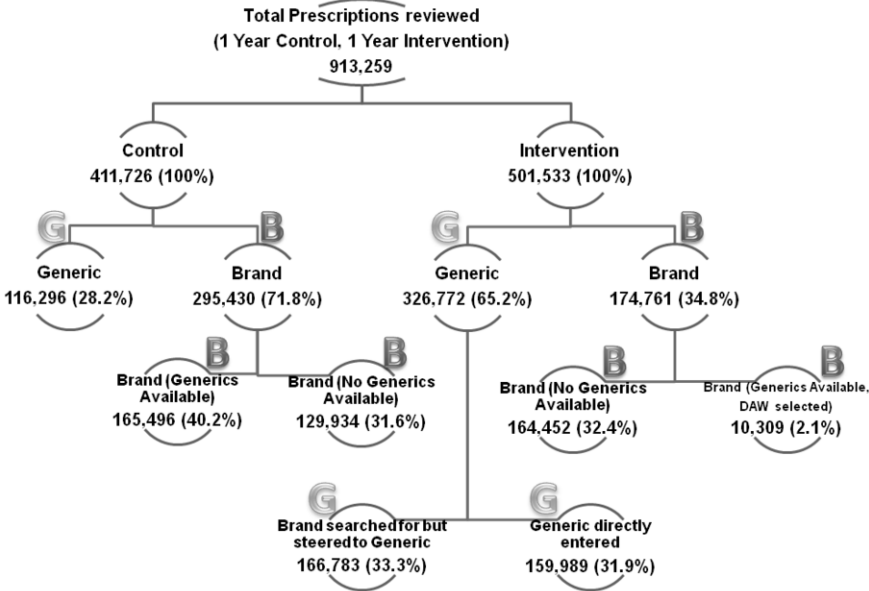 Total Prescriptions reviewed
(1 Year Control, 1 Year Intervention)
913,259
Control
411,726 (100%)
Intervention
501,533 (100%)
G
B
G
B
Generic
116,296 (28.2%)
Brand
295,430 (71.8%)
Generic
326,772 (65.2%)
Brand
174,761 (34.8%)
B
B
B
B
Brand (Generics
Available)
165,496 (40.2%)
Brand (No Generics
Available)
129,934 (31.6%)
Brand (No Generics
Available)
164,452 (32.4%)
Brand (Generics Available,
DAW selected)
10,309 (2.1%)
G
G
Brand searched for but
steered to Generic
166,783 (33.3%)
Generic directly
entered
159,989 (31.9%)